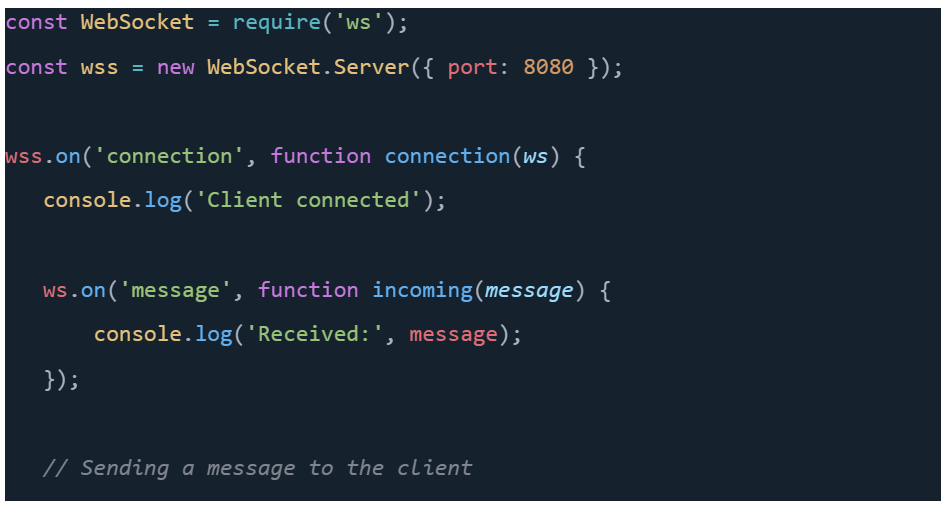 const WebSocket = require('ws');
const wss = new WebSocket.Server({ port: 8080 });
wss.on('connection', function connection(ws) {
console.log('Client connected');
ws.on('message', function incoming(message) {
console.log('Received:', message);
});
// Sending a message to the client